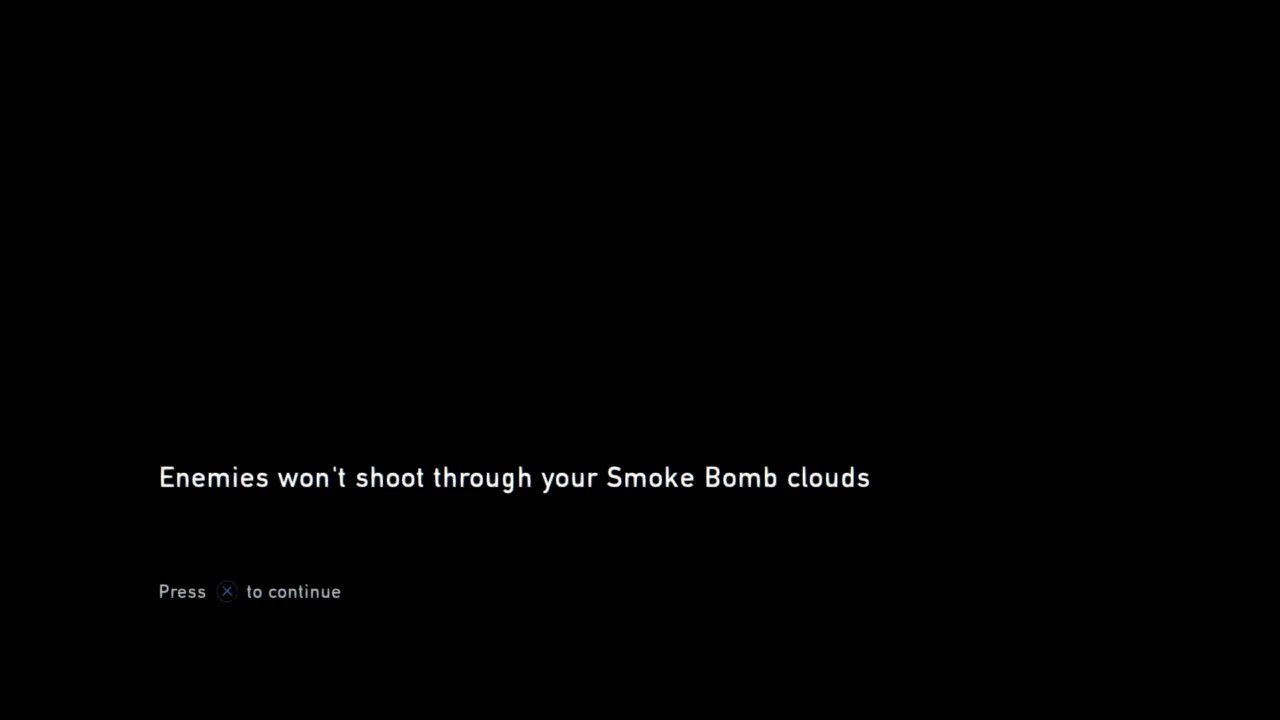 Enemies won't shoot through your Smoke Bomb clouds
Press ⓧ to continue